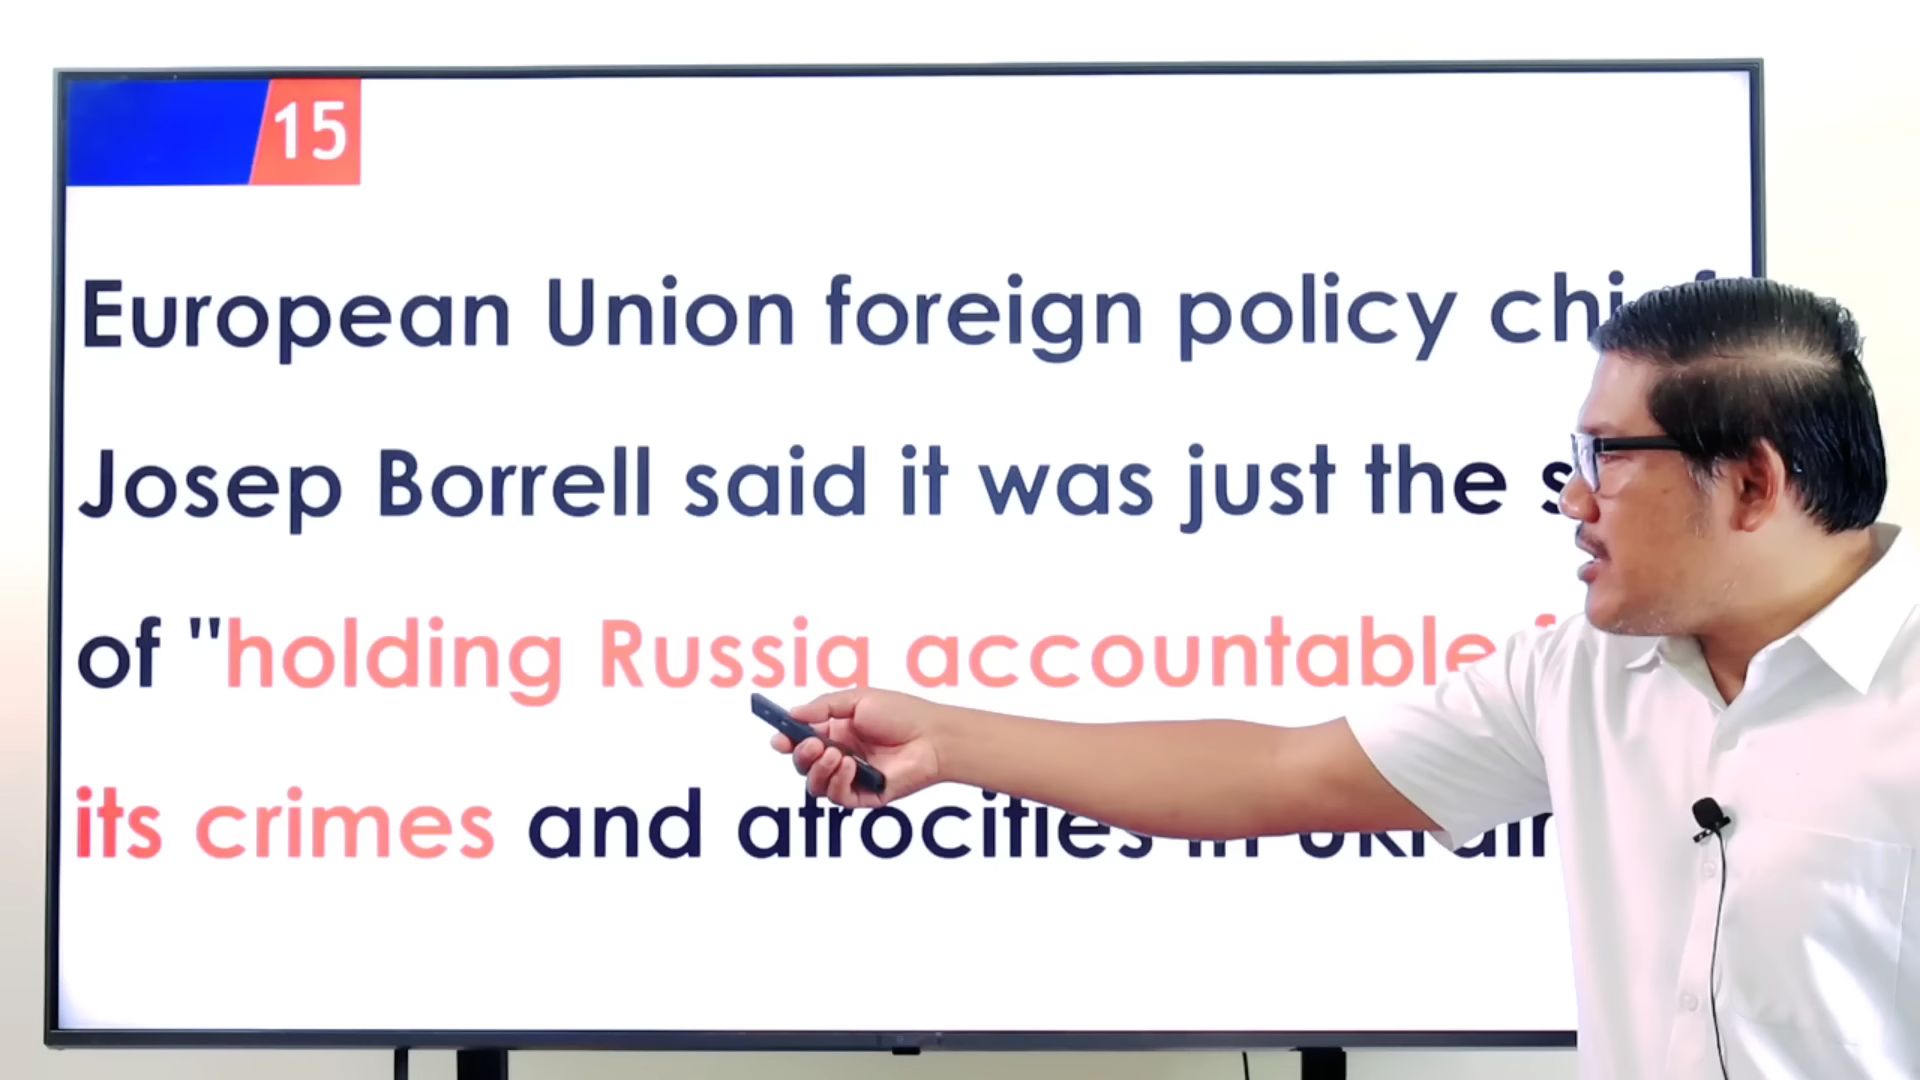 15
European Union foreign policy
Josep Borrell said it was just the
of "holding Russia accountable
its crimes and atrocities in